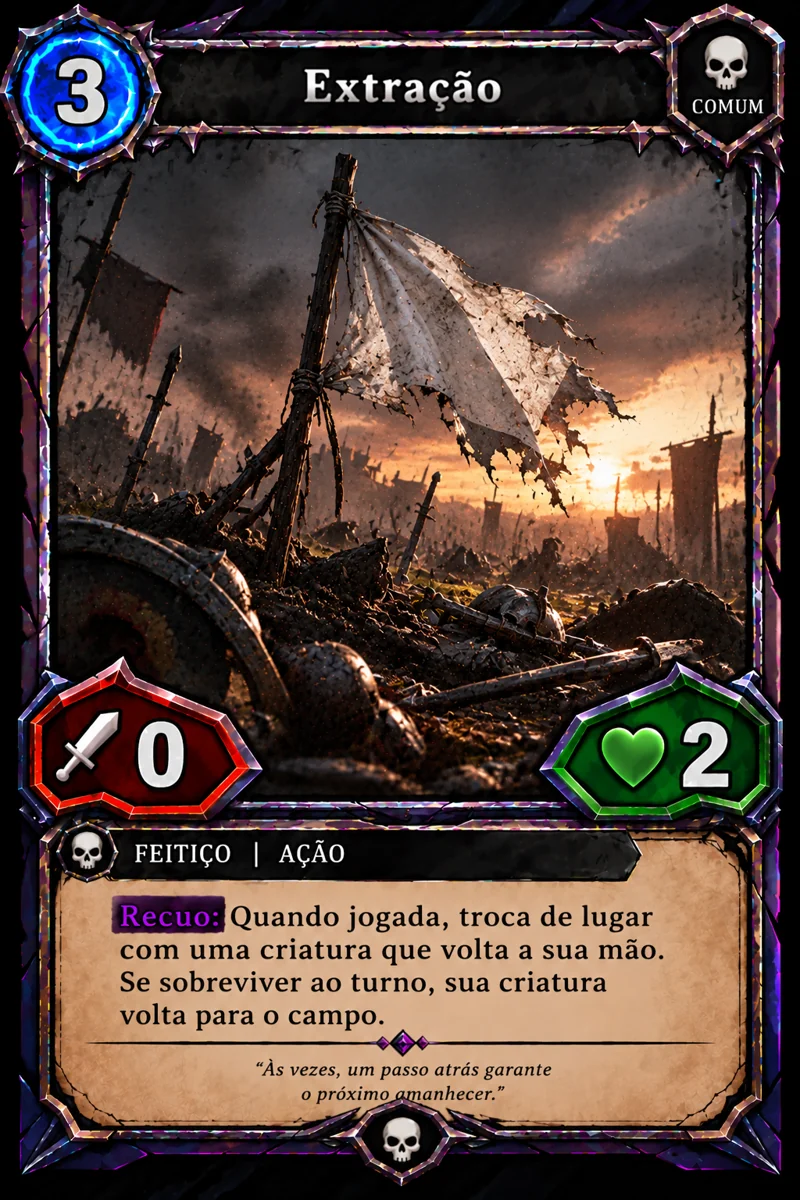 3
Extração
COMUM
0
2
FEITIÇO | AÇÃO
Recuo: Quando jogada, troca de lugar
com uma criatura que volta a sua mão.
Se sobreviver ao turno, sua criatura
volta para o campo.
“Às vezes, um passo atrás garante
o próximo amanhecer.”